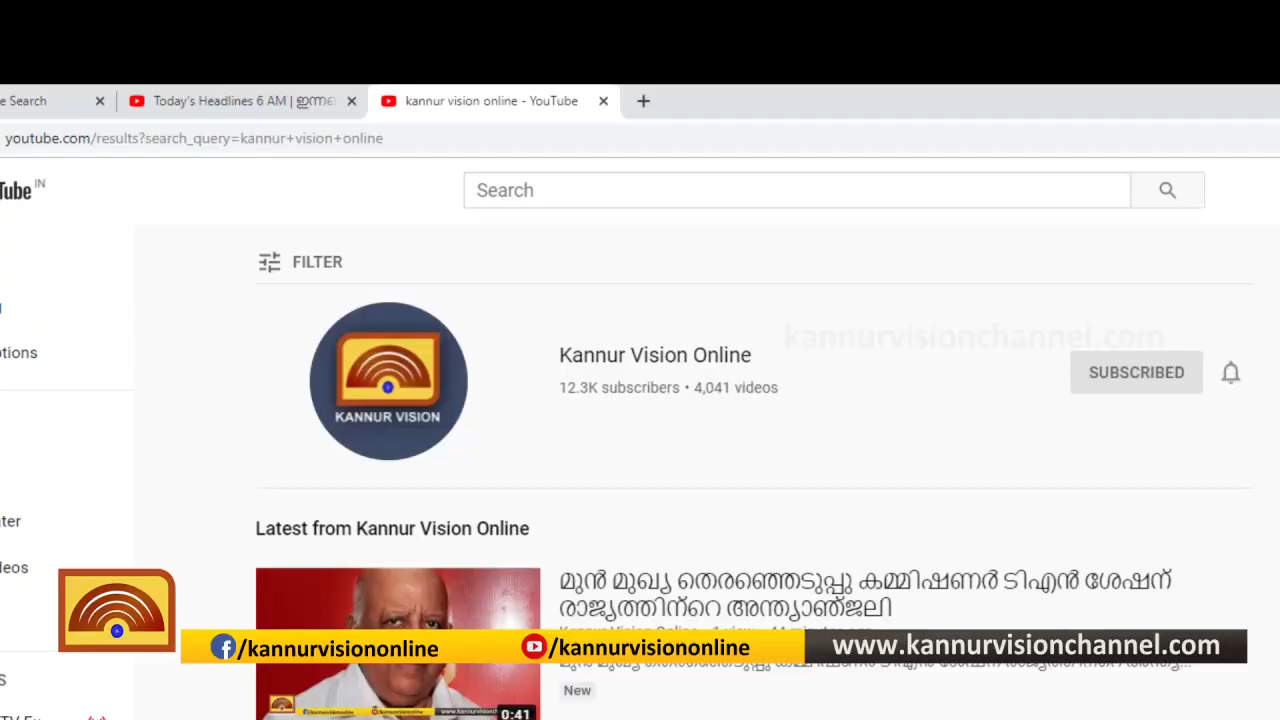 e Search
Today's Headlines 6 AM | ഇന്നത
kannur vision online - YouTube
youtube.com/results?search_query=kannur+vision+online
Tube IN
Search
FILTER
kannurvisionchannel.com
Kannur Vision Online
12.3K subscribers • 4,041 videos
SUBSCRIBED
KANNUR VISION
ptions
Latest from Kannur Vision Online
nter
deos
മുൻ മുഖ്യ തെരഞ്ഞെടുപ്പു കമ്മിഷണർ ടിഎൻ ശേഷന്
രാജ്യത്തിന്റെ അന്ത്യാഞ്ജലി
/kannurvisiononline
/kannurvisiononline
www.kannurvisionchannel.com
New
0:41
S